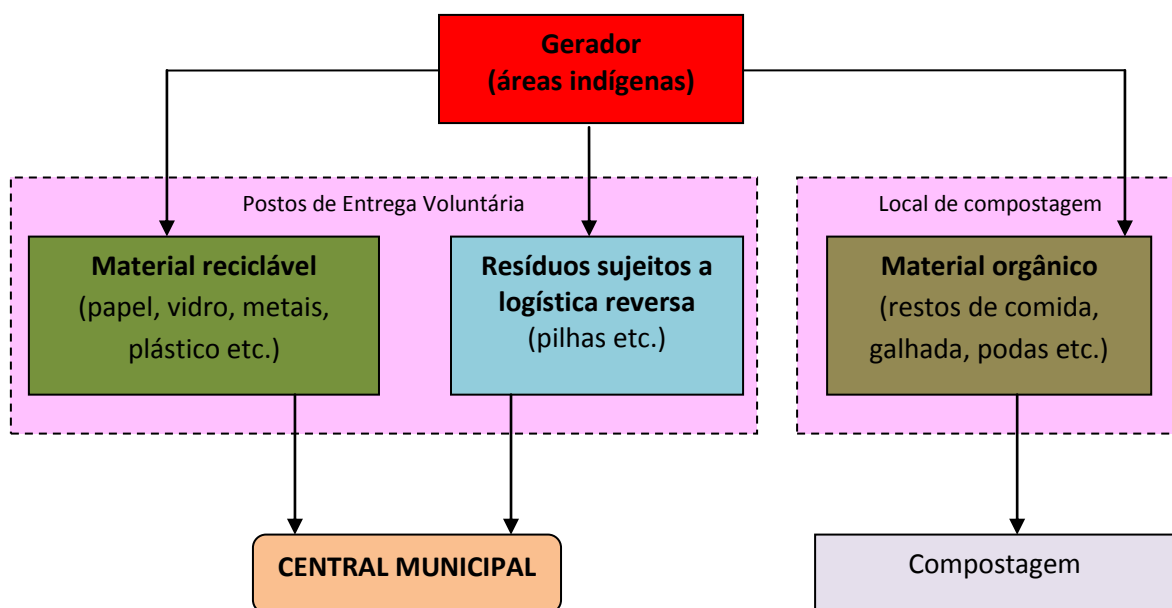 Gerador
(áreas indígenas)
Postos de Entrega Voluntária
Local de compostagem
Material reciclável
(papel, vidro, metais,
plástico etc.)
Resíduos sujeitos a
logística reversa
(pilhas etc.)
Material orgânico
(restos de comida,
galhada, podas etc.)
CENTRAL MUNICIPAL
Compostagem